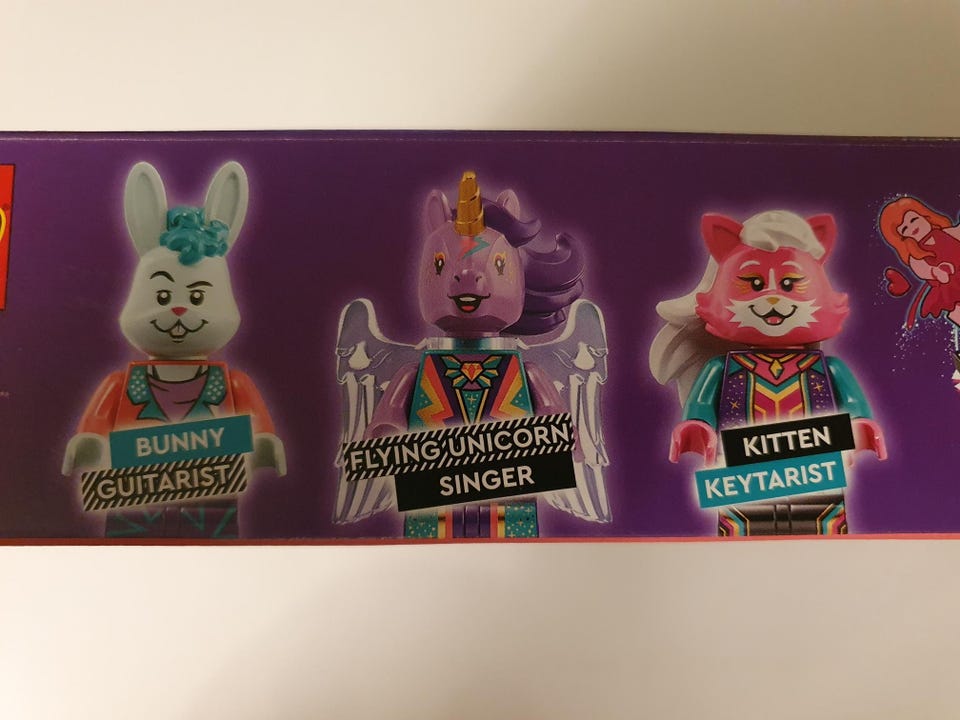 BUNNY
GUITARIST
FLYING UNICORN
SINGER
KITTEN
KEYTARIST